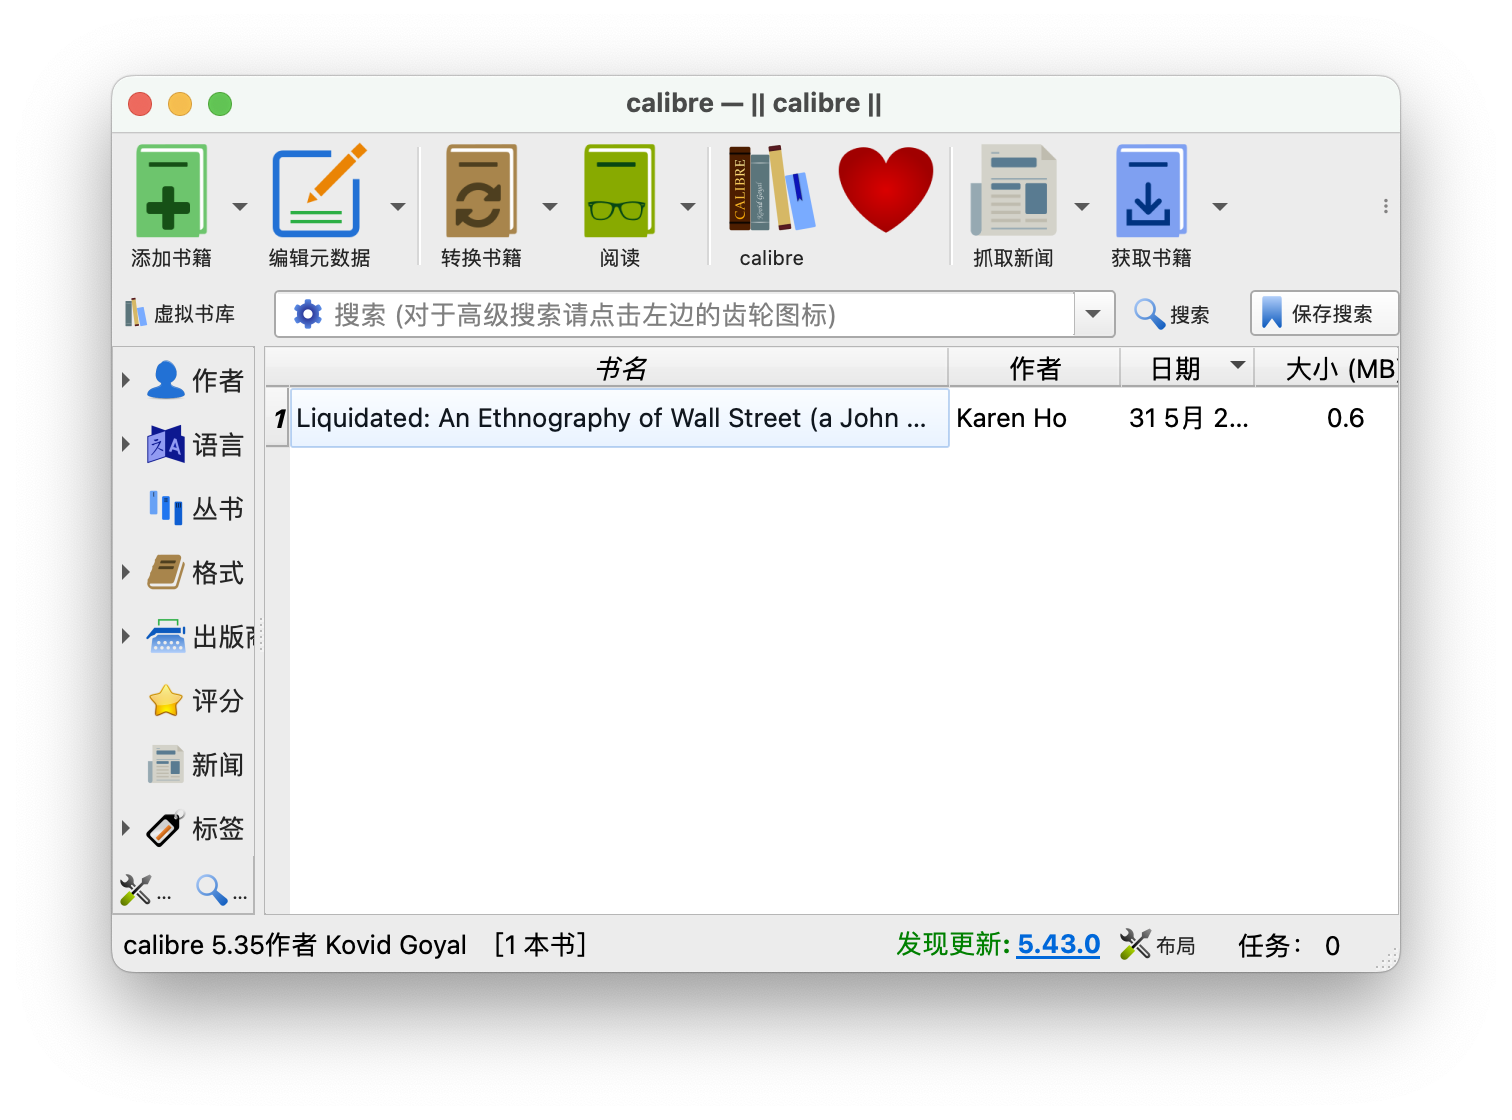 calibre — || calibre ||
添加书籍
编辑元数据
转换书籍
阅读
CALIBRE
Kovid Goyal
calibre
抓取新闻
获取书籍
虚拟书库
搜索 (对于高级搜索请点击左边的齿轮图标)
搜索
保存搜索
作者
语言
丛书
格式
出版商
评分
新闻
标签
...
...
书名 作者 日期 大小 (MB)
1 Liquidated: An Ethnography of Wall Street (a John ... Karen Ho 31 5月 2... 0.6
calibre 5.35作者 Kovid Goyal [1 本书]
发现更新: 5.43.0
布局
任务: 0